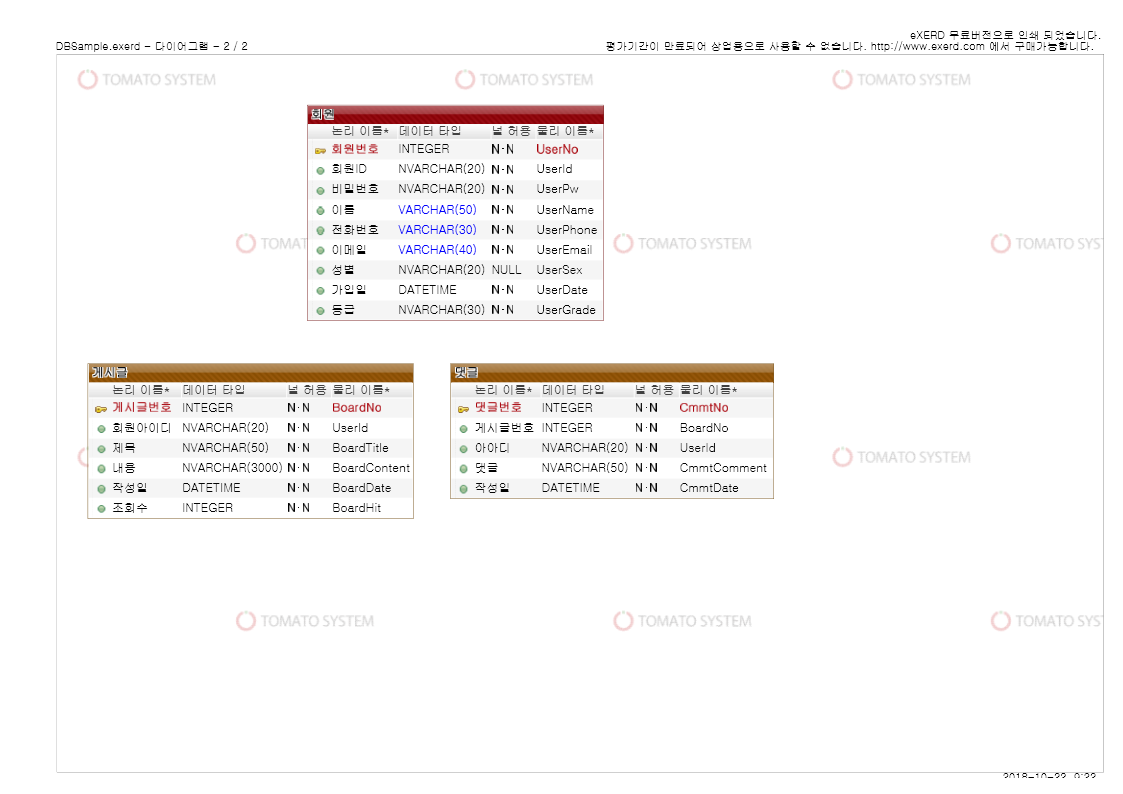 eXERD 무료버전으로 인쇄 되었습니다.
DBSample.exerd - 다이어그램 - 2 / 2
평가기간이 만료되어 상업용으로 사용할 수 없습니다. http://www.exerd.com 에서 구매가능합니다.
TOMATO SYSTEM TOMATO SYSTEM TOMATO SYSTEM
회원
논리 이름* 데이터 타입 널 허용 물리 이름*
회원번호 INTEGER N·N UserNo
회원ID NVARCHAR(20) N·N UserId
비밀번호 NVARCHAR(20) N·N UserPw
이름 VARCHAR(50) N·N UserName
전화번호 VARCHAR(30) N·N UserPhone
이메일 VARCHAR(40) N·N UserEmail
TOMAT TOMATO SYSTEM TOMATO SYS
성별 NVARCHAR(20) NULL UserSex
가입일 DATETIME N·N UserDate
등급 NVARCHAR(30) N·N UserGrade
게시글
논리 이름* 데이터 타입 널 허용 물리 이름*
게시글번호 INTEGER N·N BoardNo
회원아이디 NVARCHAR(20) N·N UserId
제목 NVARCHAR(50) N·N BoardTitle
내용 NVARCHAR(3000) N·N BoardContent
작성일 DATETIME N·N BoardDate
조회수 INTEGER N·N BoardHit
댓글
논리 이름* 데이터 타입 널 허용 물리 이름*
댓글번호 INTEGER N·N CmmtNo
게시글번호 INTEGER N·N BoardNo
아아디 NVARCHAR(20) N·N UserId
댓글 NVARCHAR(50) N·N CmmtComment
작성일 DATETIME N·N CmmtDate
TOMATO SYSTEM
TOMATO SYSTEM TOMATO SYSTEM TOMATO SYS
2018-10-22 9:22